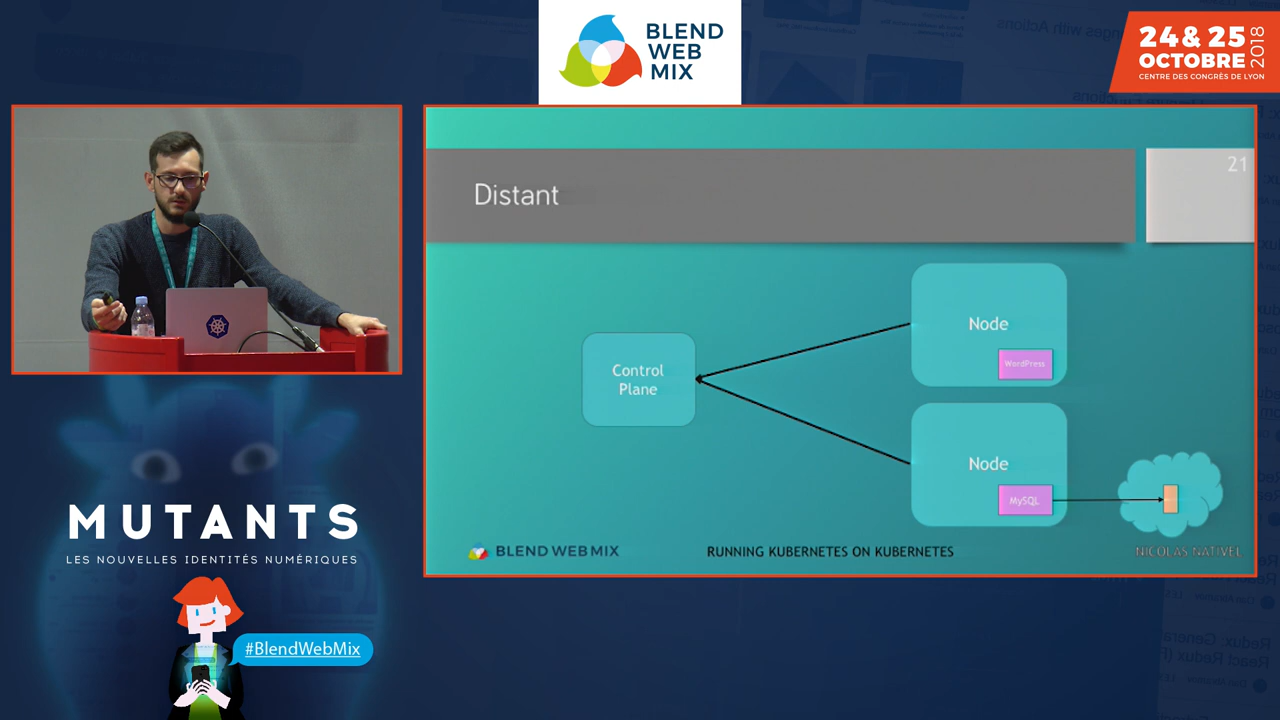 BLEND
WEB
MIX
24 & 25
OCTOBRE
2018
CENTRE DES CONGRÈS DE LYON
Distant
21
Control
Plane
Node
WordPress
Node
MySQL
BLEND WEB MIX
RUNNING KUBERNETES ON KUBERNETES
NICOLAS NATIVEL
MUTANTS
LES NOUVELLES IDENTITÉS NUMÉRIQUES
#BlendWebMix